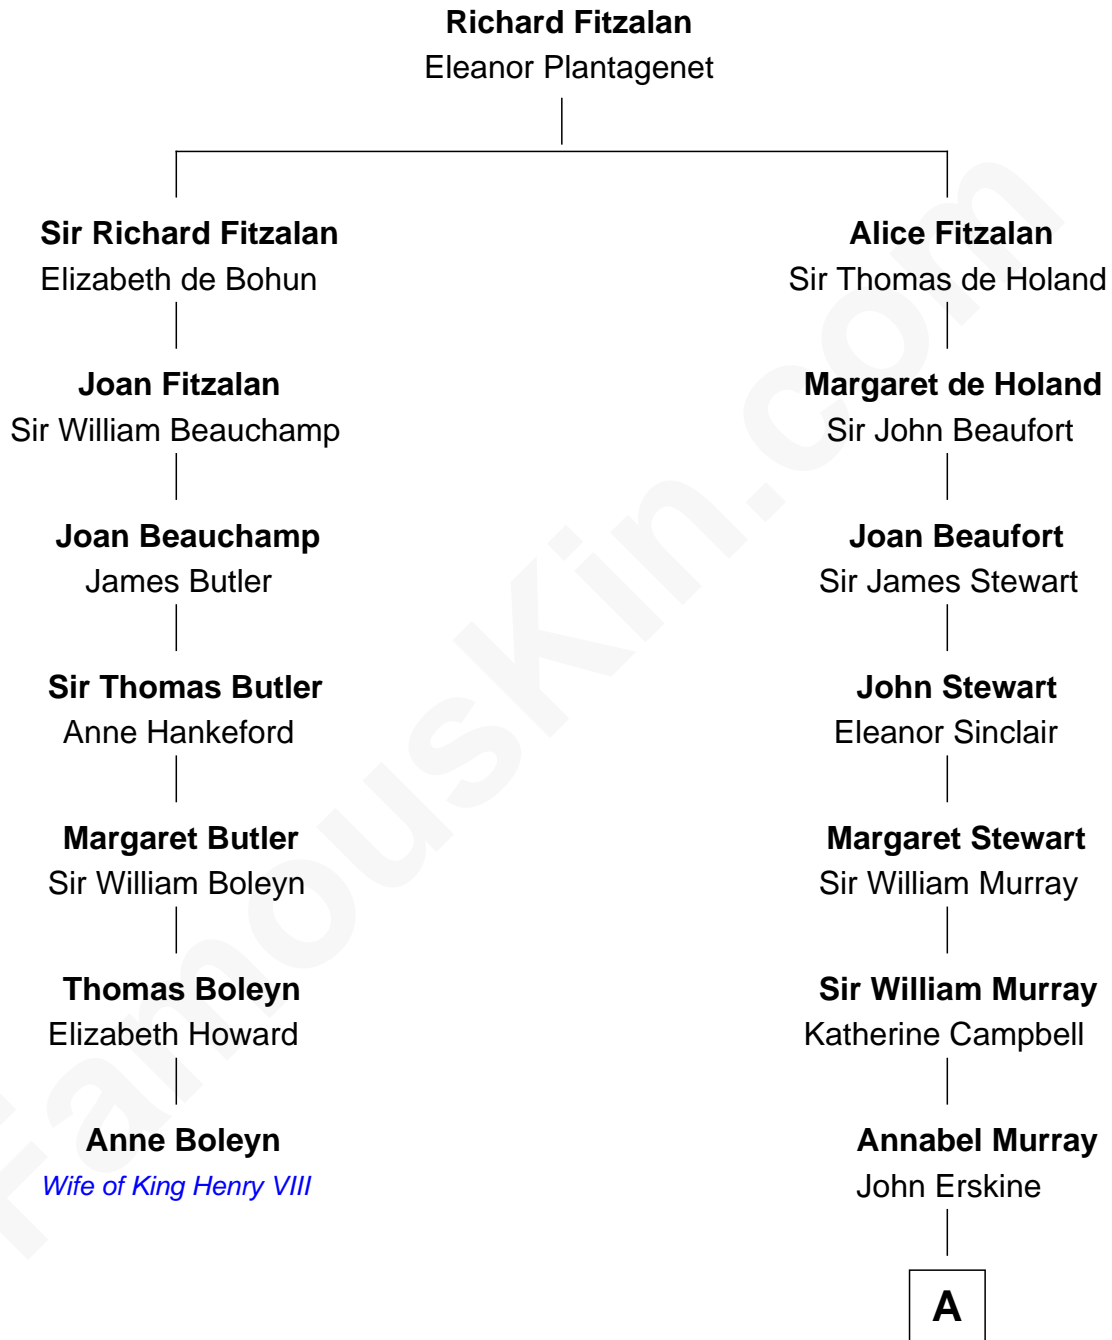 Richard Fitzalan
Eleanor Plantagenet
Sir Richard Fitzalan
Elizabeth de Bohun
Joan Fitzalan
Sir William Beauchamp
Joan Beauchamp
James Butler
Sir Thomas Butler
Anne Hankeford
Margaret Butler
Sir William Boleyn
Thomas Boleyn
Elizabeth Howard
Anne Boleyn
Wife of King Henry VIII
Alice Fitzalan
Sir Thomas de Holand
Margaret de Holand
Sir John Beaufort
Joan Beaufort
Sir James Stewart
John Stewart
Eleanor Sinclair
Margaret Stewart
Sir William Murray
Sir William Murray
Katherine Campbell
Annabel Murray
John Erskine
A
FamousKin.com